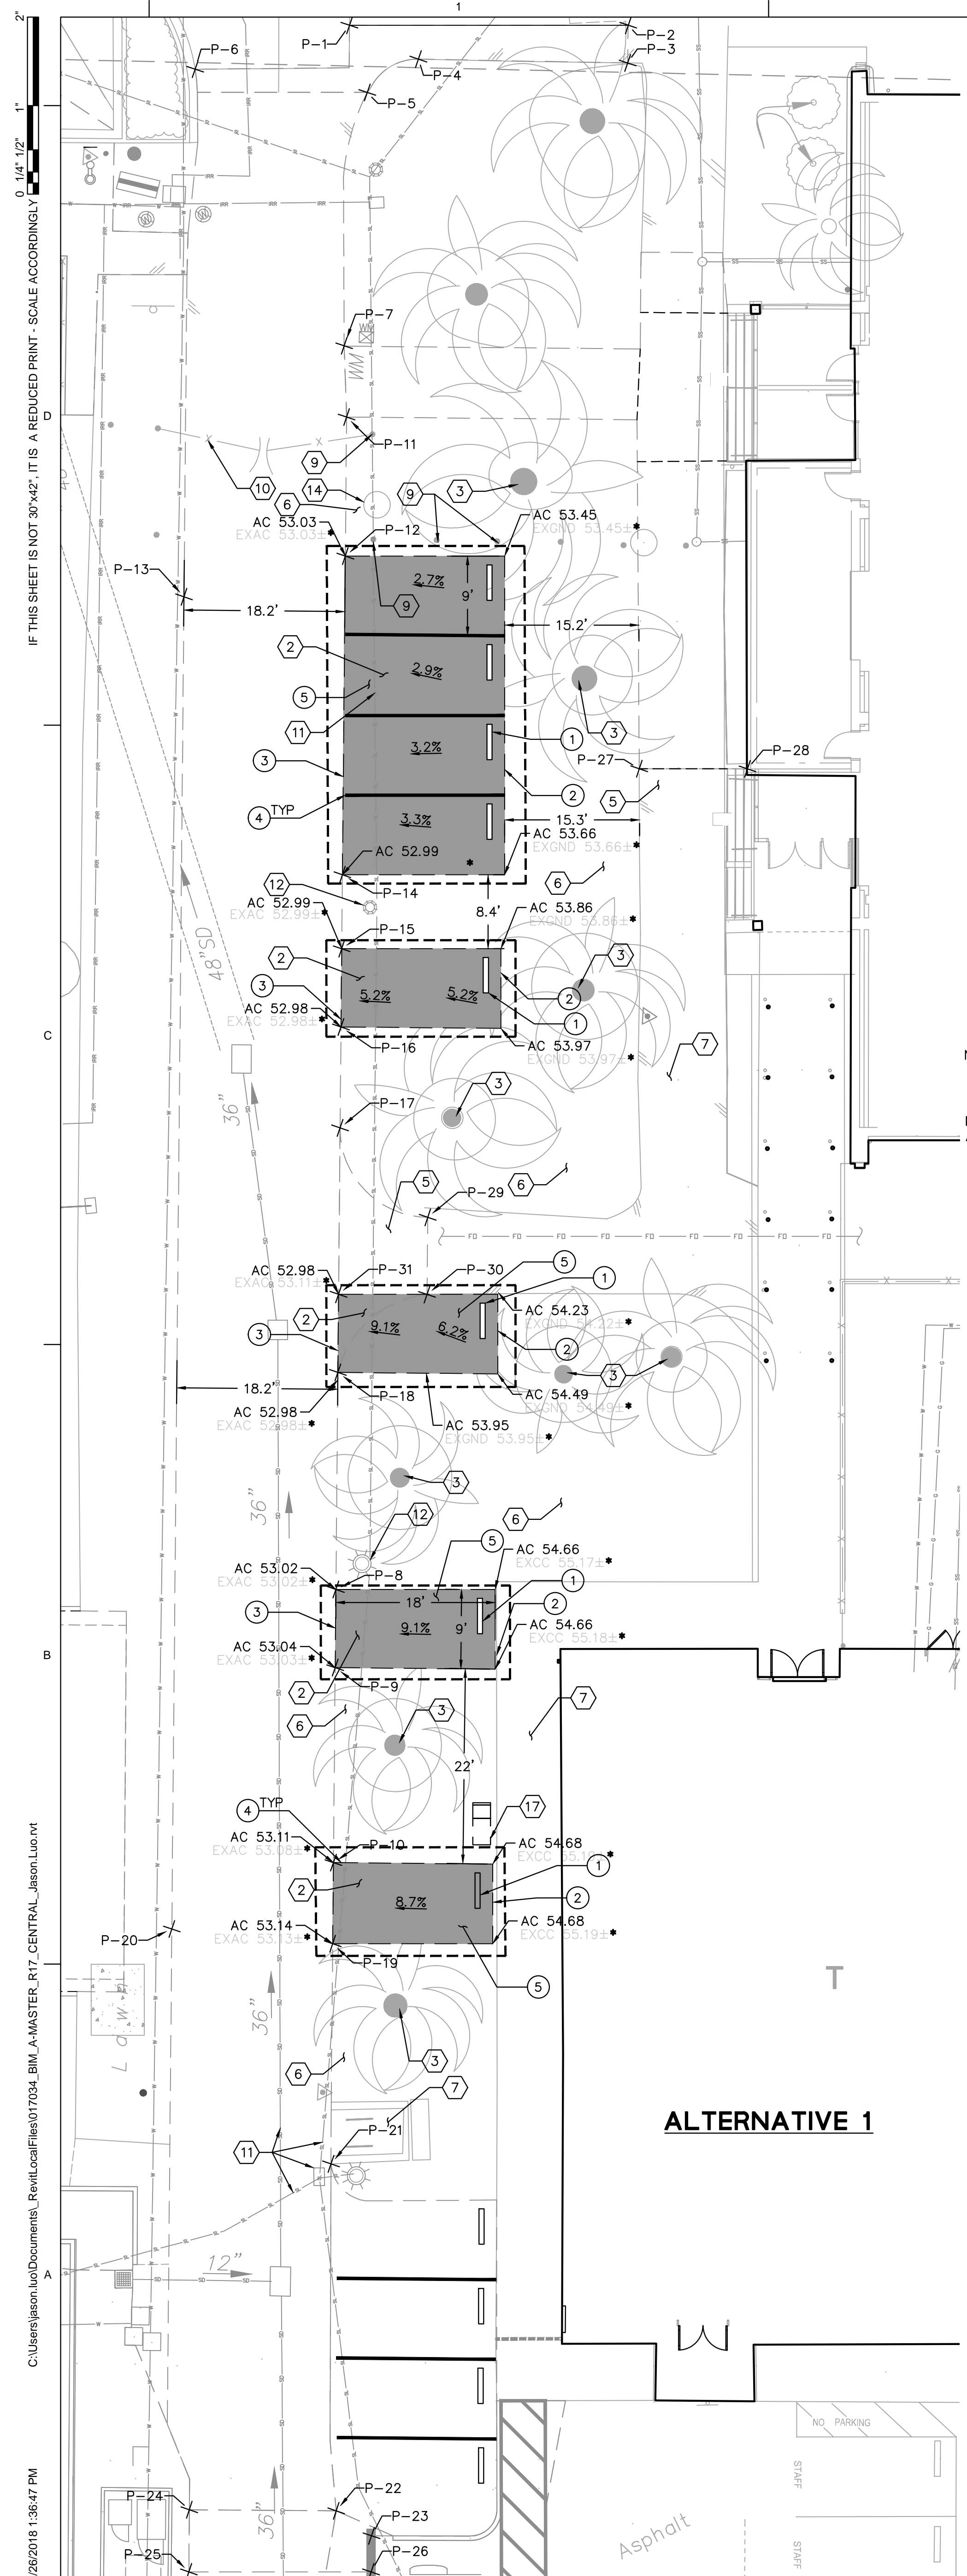 1
2"
1"
0 1/4" 1/2"
IF THIS SHEET IS NOT 30"x42", IT IS A REDUCED PRINT - SCALE ACCORDINGLY
P-1
P-2
P-3
P-4
P-5
P-6
P-7
WM
WM
D
P-11
9
10
14
6
9
3
AC 53.03
EXAC 53.03±*
P-12
AC 53.45
EXGND 53.45±*
P-13
2.7%
9'
9
18.2'
15.2'
2
2.9%
5
11
3
3.2%
1
3
P-27
P-28
4 TYP
2
5
15.3'
3.3%
AC 53.66
EXGND 53.66±*
AC 52.99
*
6
12
P-14
8.4'
AC 52.99
EXAC 52.99±*
AC 53.86
EXGND 53.86±*
P-15
48"SD
2
3
3
5.2%
5.2%
2
AC 52.98
EXAC 52.98±*
1
P-16
AC 53.97
EXGND 53.97±*
C
7
36"
3
P-17
5
P-29
6
AC 52.98
EXAC 53.11±*
P-31
P-30
5
1
2
AC 54.23
EXGND 54.22±*
3
9.1%
6.2%
2
3
18.2'
P-18
AC 54.49
EXGND 54.49±*
AC 52.98
EXAC 52.98±*
AC 53.95
EXGND 53.95±*
3
36"
12
6
5
AC 54.66
EXCC 55.17±*
AC 53.02
EXAC 53.02±*
P-8
1
3
18'
2
9.1%
9'
AC 54.66
EXCC 55.18±*
B
AC 53.04
EXAC 53.03±*
P-9
2
6
3
7
22'
4 TYP
17
AC 53.11
EXAC 53.08±*
P-10
AC 54.68
1
2
8.7%
2
AC 53.14
EXAC 53.13±*
AC 54.68
EXCC 55.19±*
P-19
P-20
5
T
Lawn
36"
6
3
7
ALTERNATIVE 1
P-21
11
12"
A
NO PARKING
STAFF
STAFF
Asphalt
P-24
P-22
P-23
36"
P-25
P-26
C:\Users\jason.luo\Documents\_RevitLocalFiles\017034_BIM_A-MASTER_R17_CENTRAL_Jason.Luo.rvt
/26/2018 1:36:47 PM